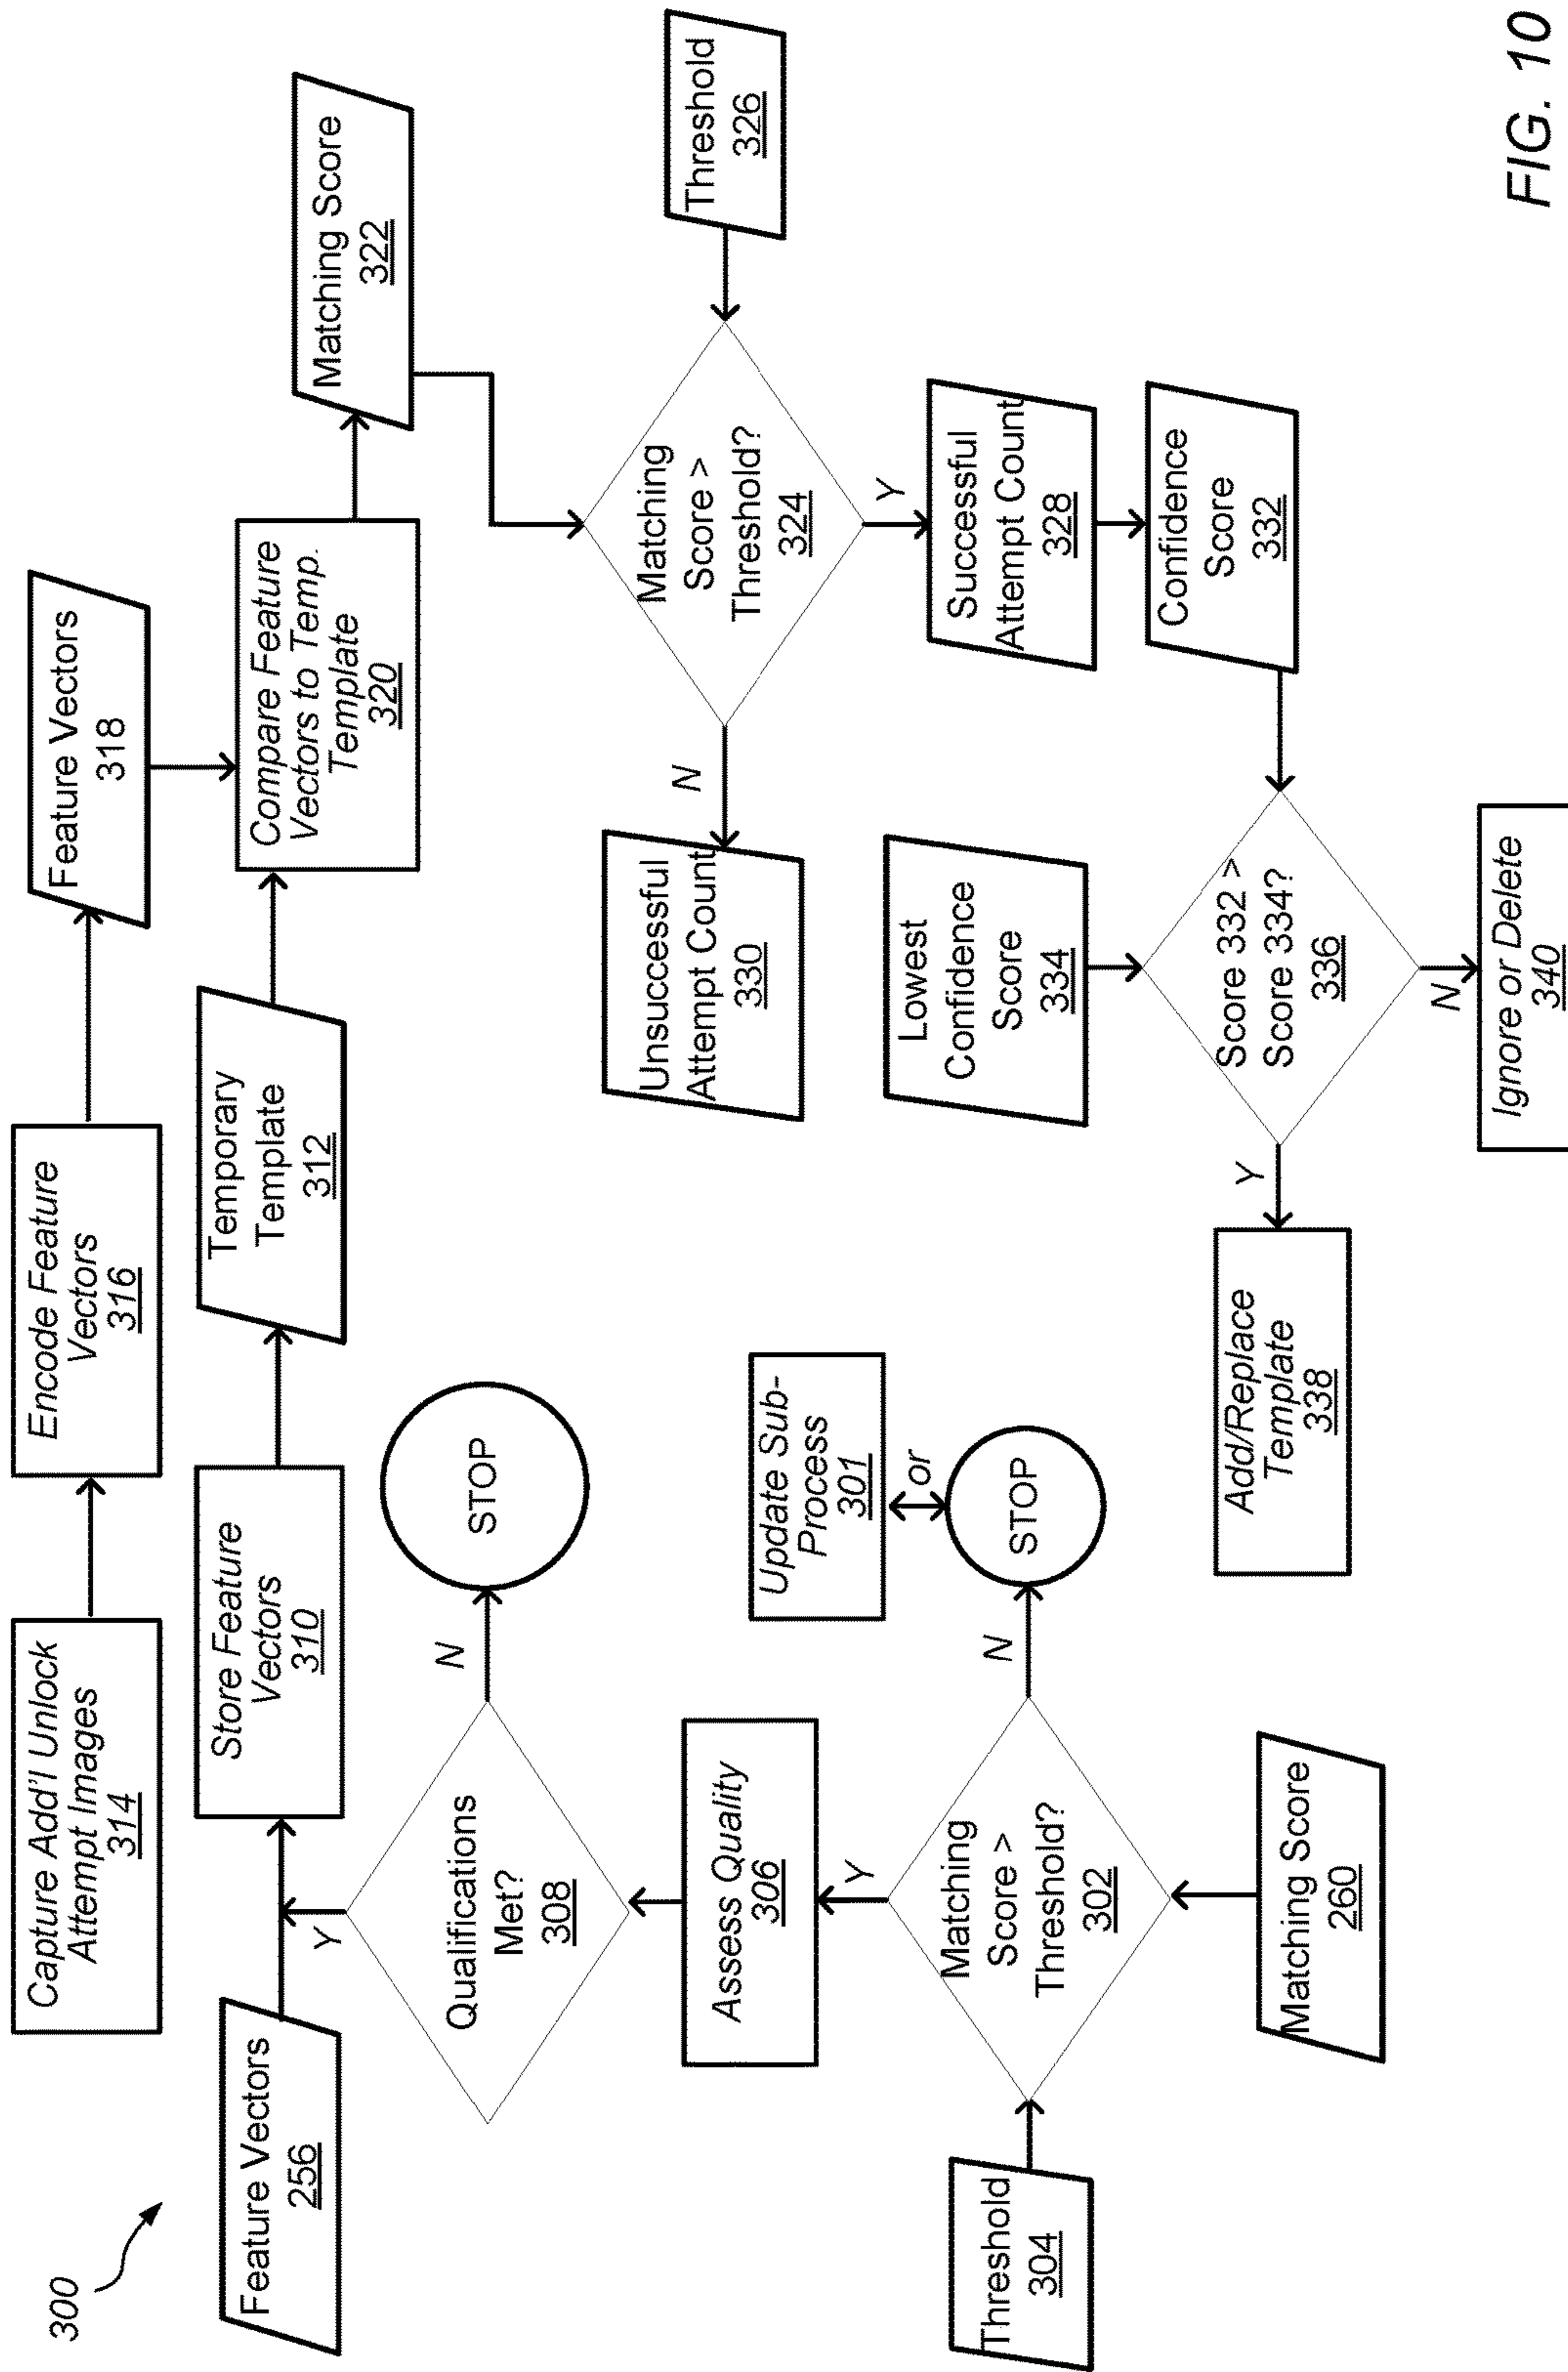 300
Capture Add'l Unlock
Attempt Images
314
Encode Feature
Vectors
316
Feature Vectors
318
Feature Vectors
256
Y
Store Feature
Vectors
310
Temporary
Template
312
Compare Feature
Vectors to Temp.
Template
320
Matching Score
322
Qualifications
Met?
308
N
STOP
Assess Quality
306
Y
Threshold
304
Matching
Score >
Threshold?
302
Matching Score
260
N
STOP
or
Update Sub-
Process
301
Threshold
326
Matching
Score >
Threshold?
324
N
Unsuccessful
Attempt Count
330
Y
Successful
Attempt Count
328
Confidence
Score
332
Lowest
Confidence
Score
334
Score 332 >
Score 334?
336
Y
Add/Replace
Template
338
N
Ignore or Delete
340
FIG. 10